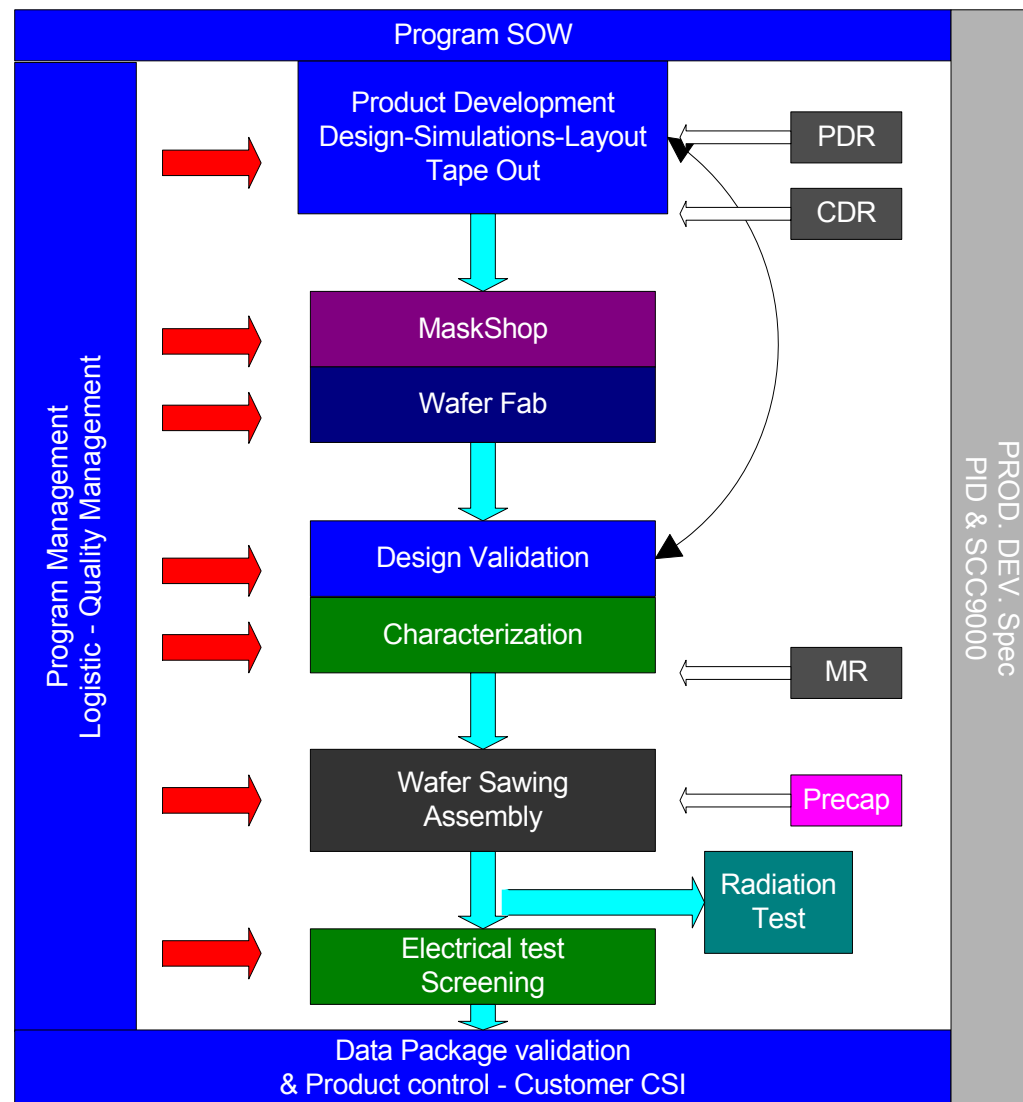 Program SOW
Product Development
Design-Simulations-Layout
Tape Out
PDR
CDR
MaskShop
Wafer Fab
Program Management
Logistic - Quality Management
PROD. DEV. Spec
PID & SCC9000
Design Validation
Characterization
MR
Wafer Sawing
Assembly
Precap
Radiation
Test
Electrical test
Screening
Data Package validation
& Product control - Customer CSI